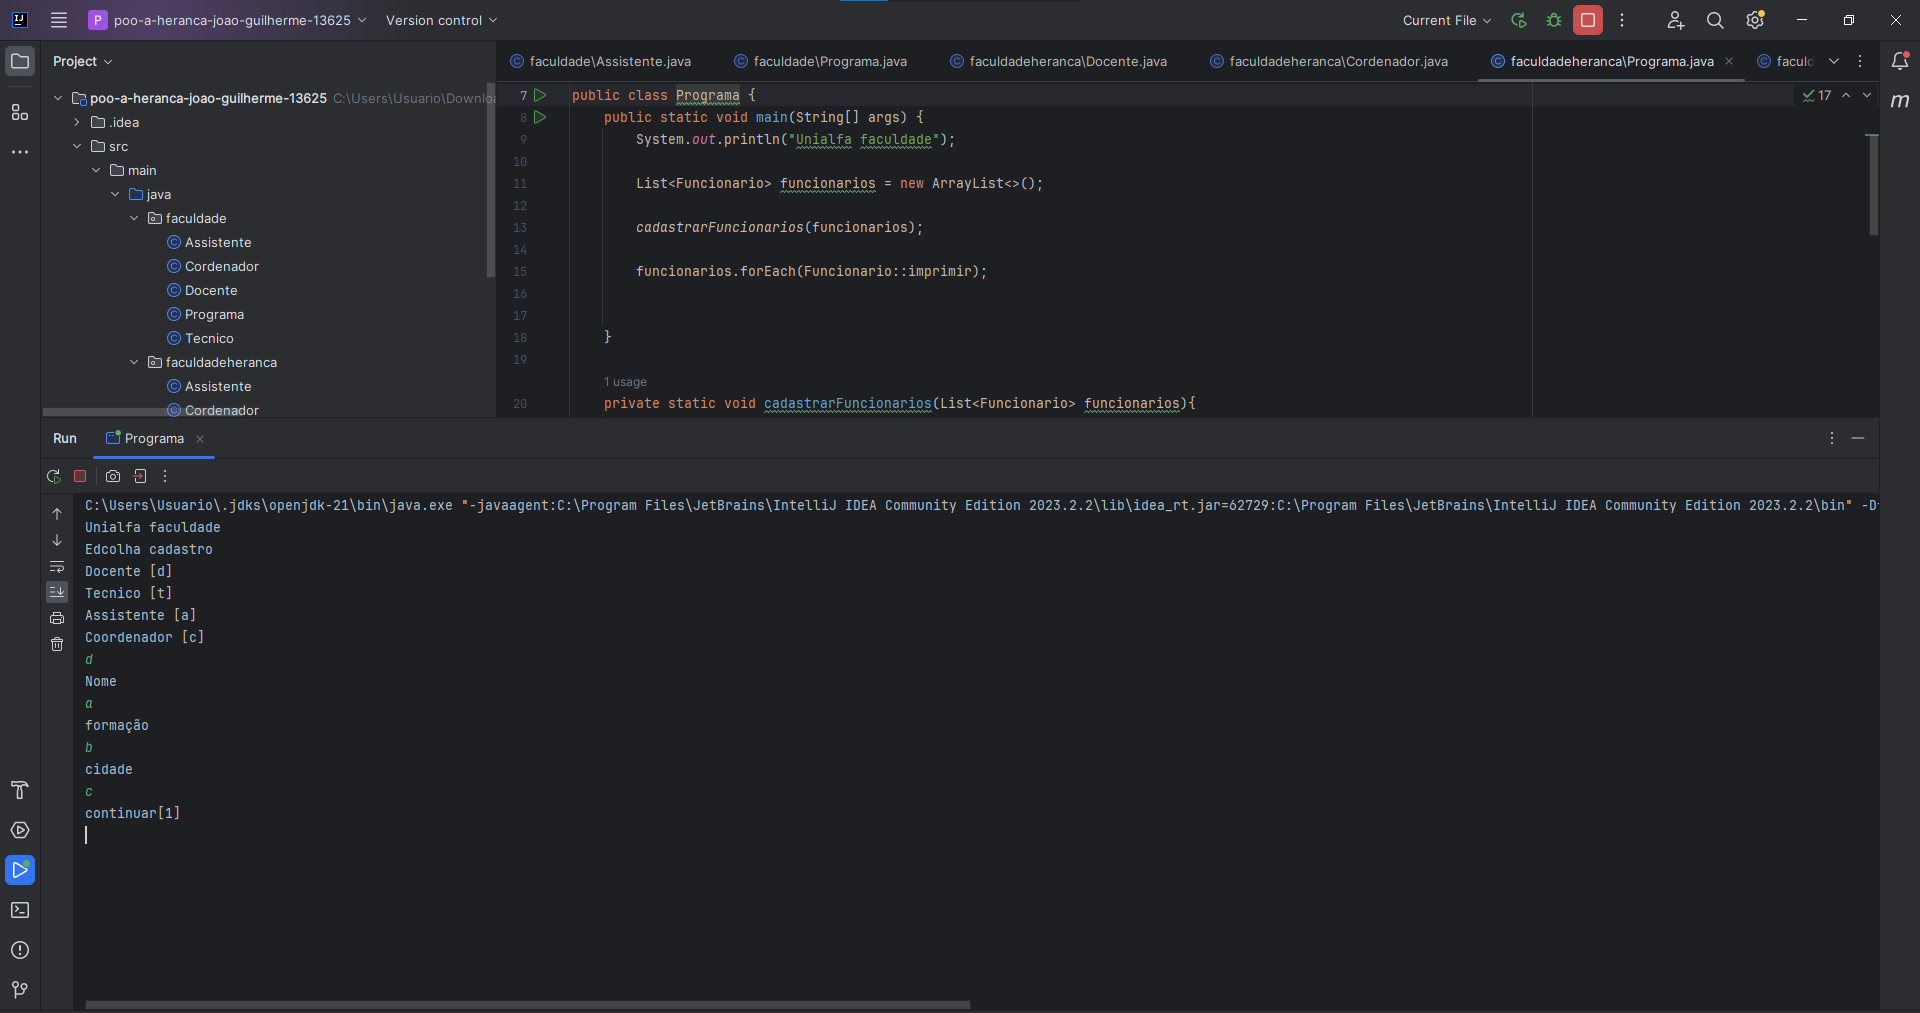 P poo-a-heranca-joao-guilherme-13625 Version control Current File
Project
faculdade\Assistente.java faculdade\Programa.java faculdadeheranca\Docente.java faculdadeheranca\Cordenador.java faculdadeheranca\Programa.java
poo-a-heranca-joao-guilherme-13625 C:\Users\Usuario\Downlo
.idea
src
main
java
faculdade
Assistente
Cordenador
Docente
Programa
Tecnico
faculdadeheranca
Assistente
Cordenador
7 public class Programa {
8 public static void main(String[] args) {
9 System.out.println("Unialfa faculdade");
10
11 List<Funcionario> funcionarios = new ArrayList<>();
12
13 cadastrarFuncionarios(funcionarios);
14
15 funcionarios.forEach(Funcionario::imprimir);
16
17
18 }
19
1 usage
20 private static void cadastrarFuncionarios(List<Funcionario> funcionarios){
17
m
Run Programa
C:\Users\Usuario\.jdks\openjdk-21\bin\java.exe "-javaagent:C:\Program Files\JetBrains\IntelliJ IDEA Community Edition 2023.2.2\lib\idea_rt.jar=62729:C:\Program Files\JetBrains\IntelliJ IDEA Community Edition 2023.2.2\bin"
Unialfa faculdade
Edcolha cadastro
Docente [d]
Tecnico [t]
Assistente [a]
Coordenador [c]
d
Nome
a
formação
b
cidade
c
continuar[1]